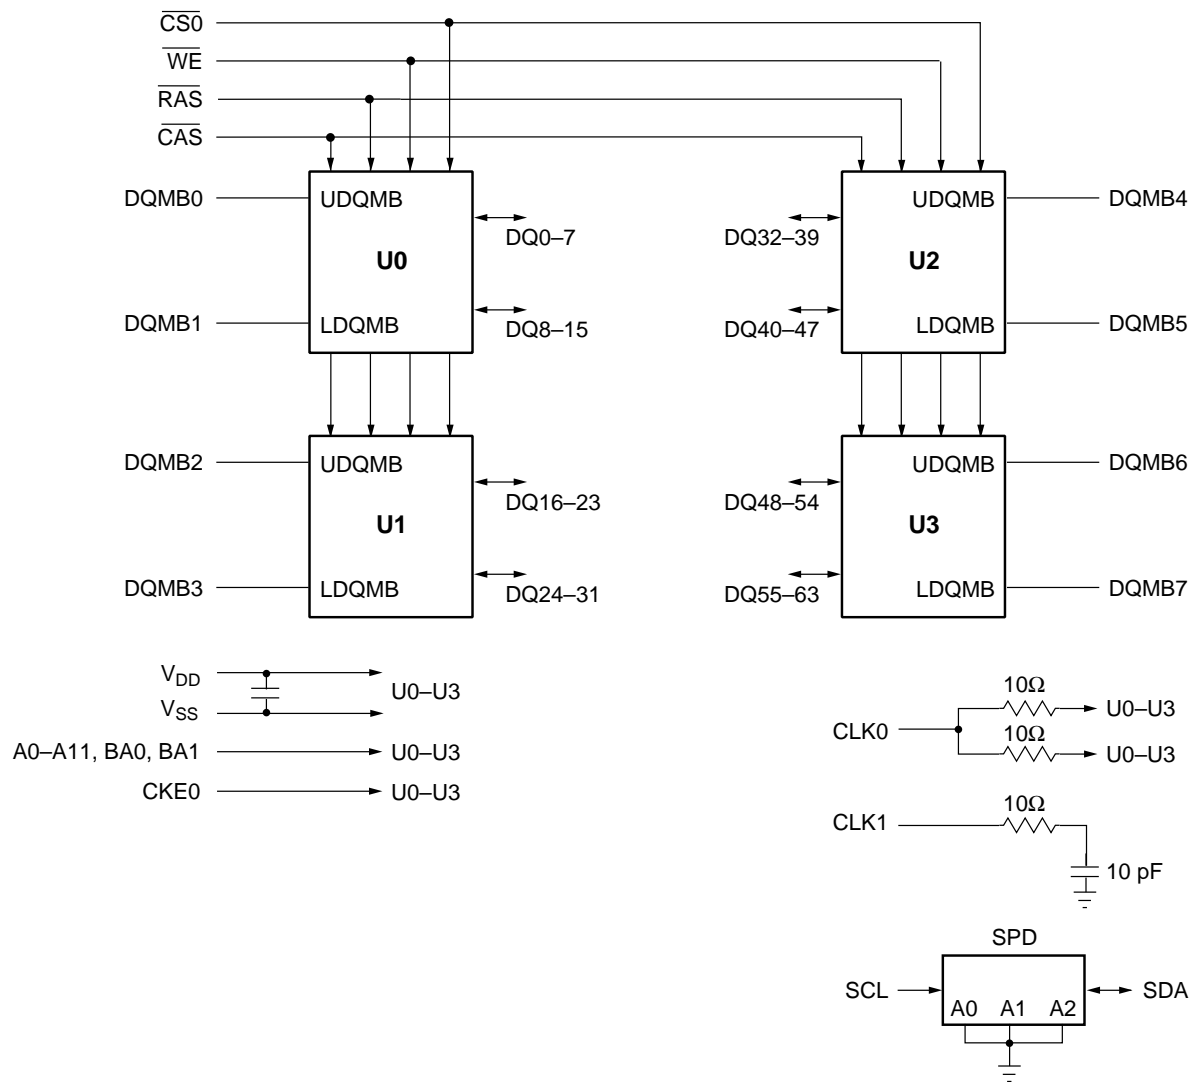 CS0
WE
RAS
CAS
DQMB0
UDQMB
U0
DQ0–7
DQMB1
LDQMB
DQ8–15
DQ32–39
UDQMB
U2
DQMB4
DQ40–47
LDQMB
DQMB5
DQMB2
UDQMB
U1
DQ16–23
DQMB3
LDQMB
DQ24–31
DQ48–54
UDQMB
U3
DQMB6
DQ55–63
LDQMB
DQMB7
VDD
VSS
U0–U3
A0–A11, BA0, BA1
U0–U3
CKE0
U0–U3
CLK0
10Ω
U0–U3
10Ω
U0–U3
CLK1
10Ω
10 pF
SPD
SCL
A0 A1 A2
SDA